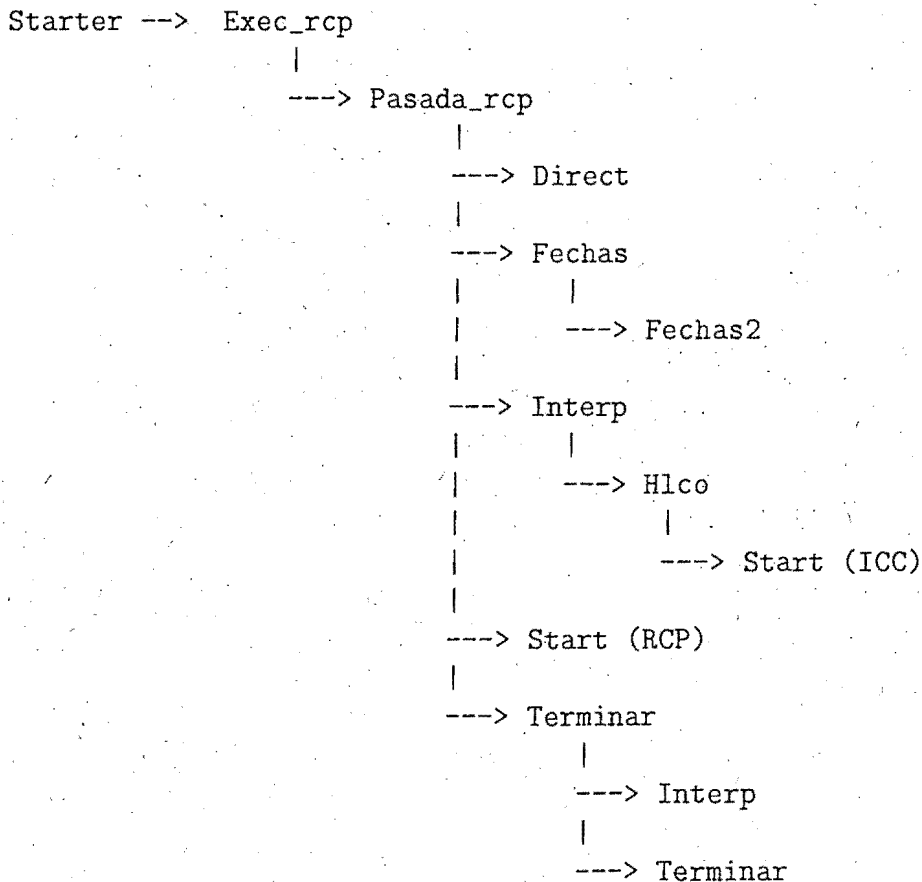 Starter --> Exec_rcp
|
---> Pasada_rcp
|
---> Direct
|
---> Fechas
| |
| ---> Fechas2
|
---> Interp
| |
| ---> Hlco
| |
| ---> Start (ICC)
|
---> Start (RCP)
|
---> Terminar
|
---> Interp
|
---> Terminar